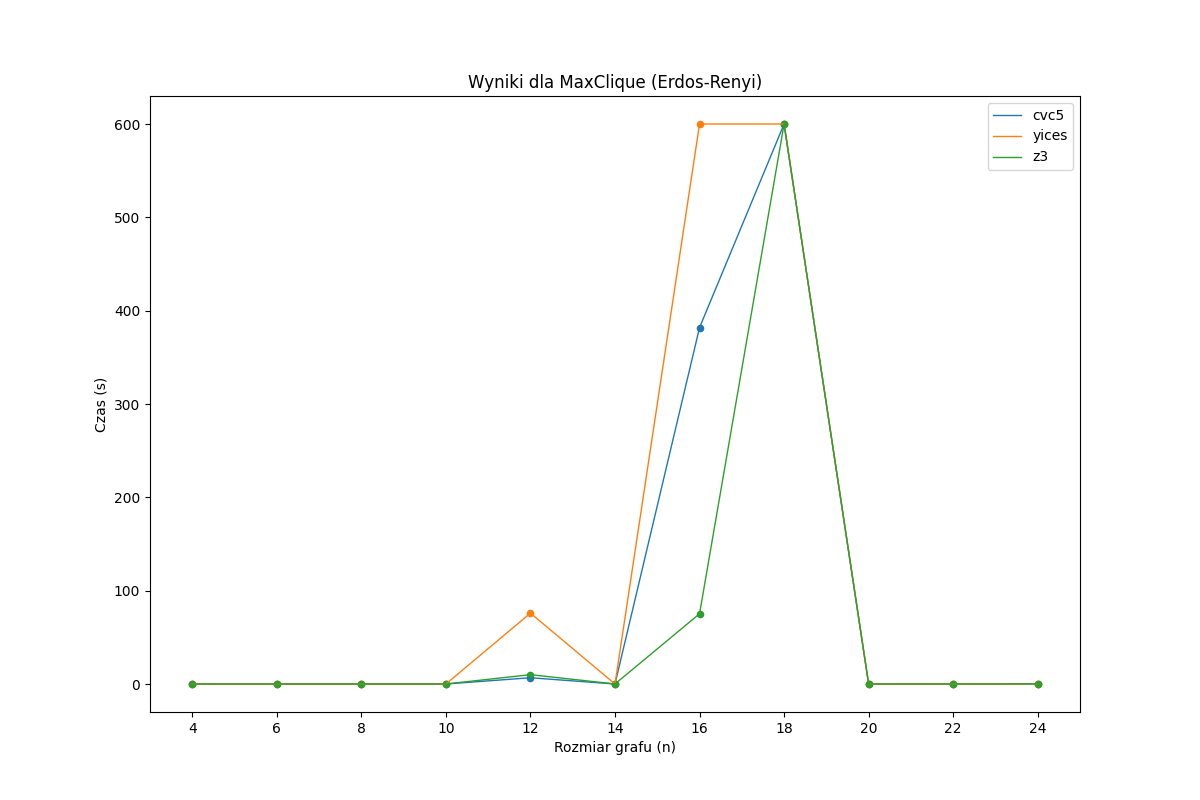 Wyniki dla MaxClique (Erdos-Renyi)
cvc5
yices
z3
600
500
400
300
200
100
0
Czas (s)
4 6 8 10 12 14 16 18 20 22 24
Rozmiar grafu (n)